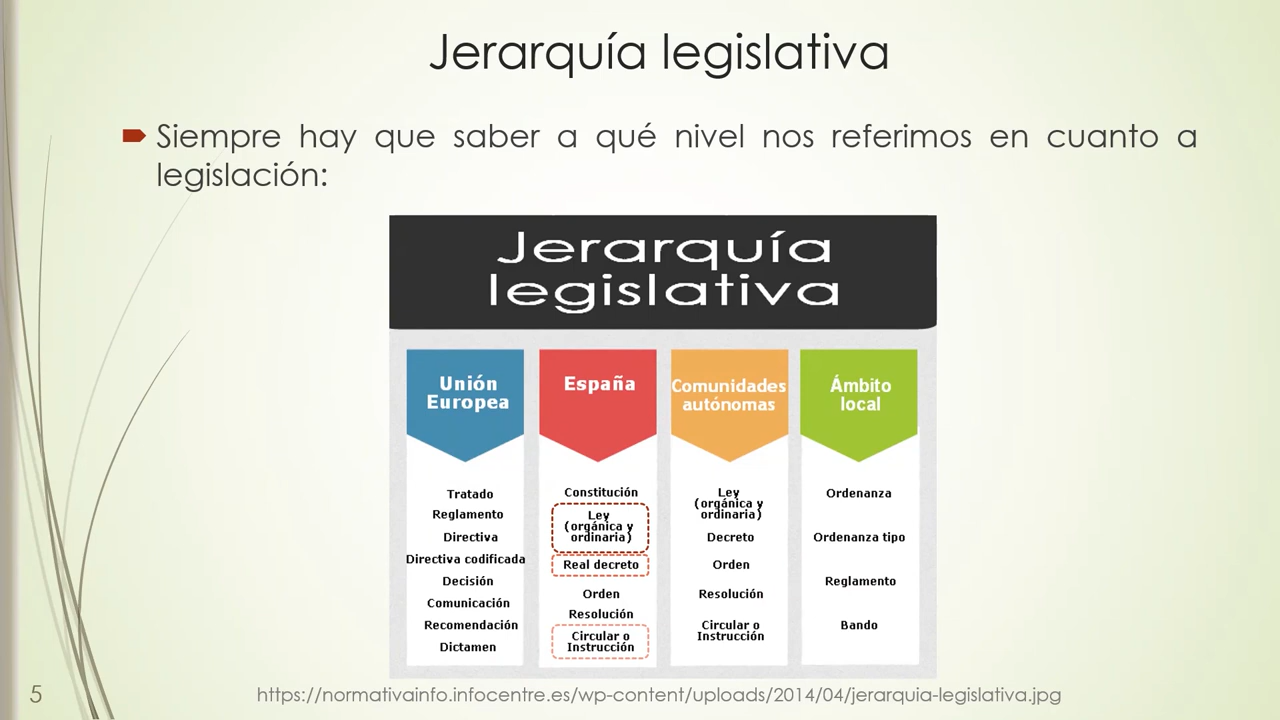 Jerarquía legislativa
Siempre hay que saber a qué nivel nos referimos en cuanto a
legislación:
Jerarquía
legislativa
Unión
Europea
Tratado
Reglamento
Directiva
Directiva codificada
Decisión
Comunicación
Recomendación
Dictamen
España
Constitución
Ley
(orgánica y
ordinaria)
Real decreto
Orden
Resolución
Circular o
Instrucción
Comunidades
autónomas
Ley
(orgánica y
ordinaria)
Decreto
Orden
Resolución
Circular o
Instrucción
Ámbito
local
Ordenanza
Ordenanza tipo
Reglamento
Bando
5
https://normativainfo.infocentre.es/wp-content/uploads/2014/04/jerarquia-legislativa.jpg